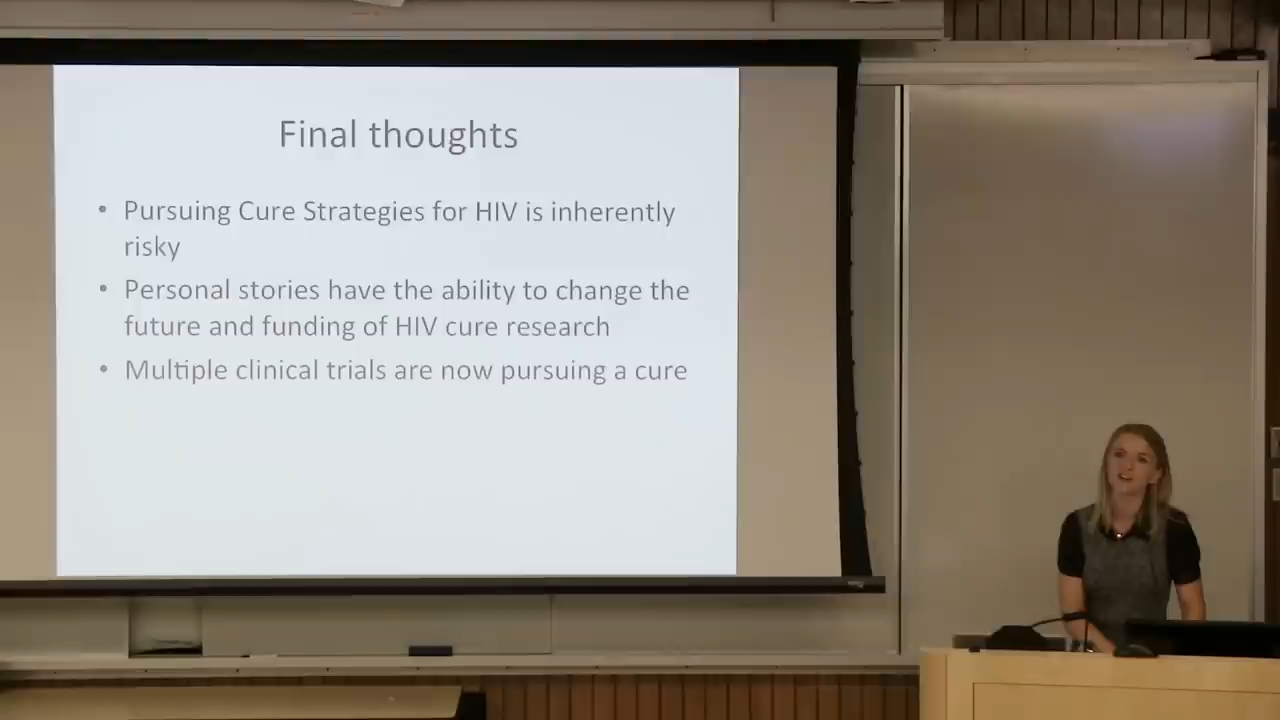 Final thoughts
• Pursuing Cure Strategies for HIV is inherently
risky
• Personal stories have the ability to change the
future and funding of HIV cure research
• Multiple clinical trials are now pursuing a cure